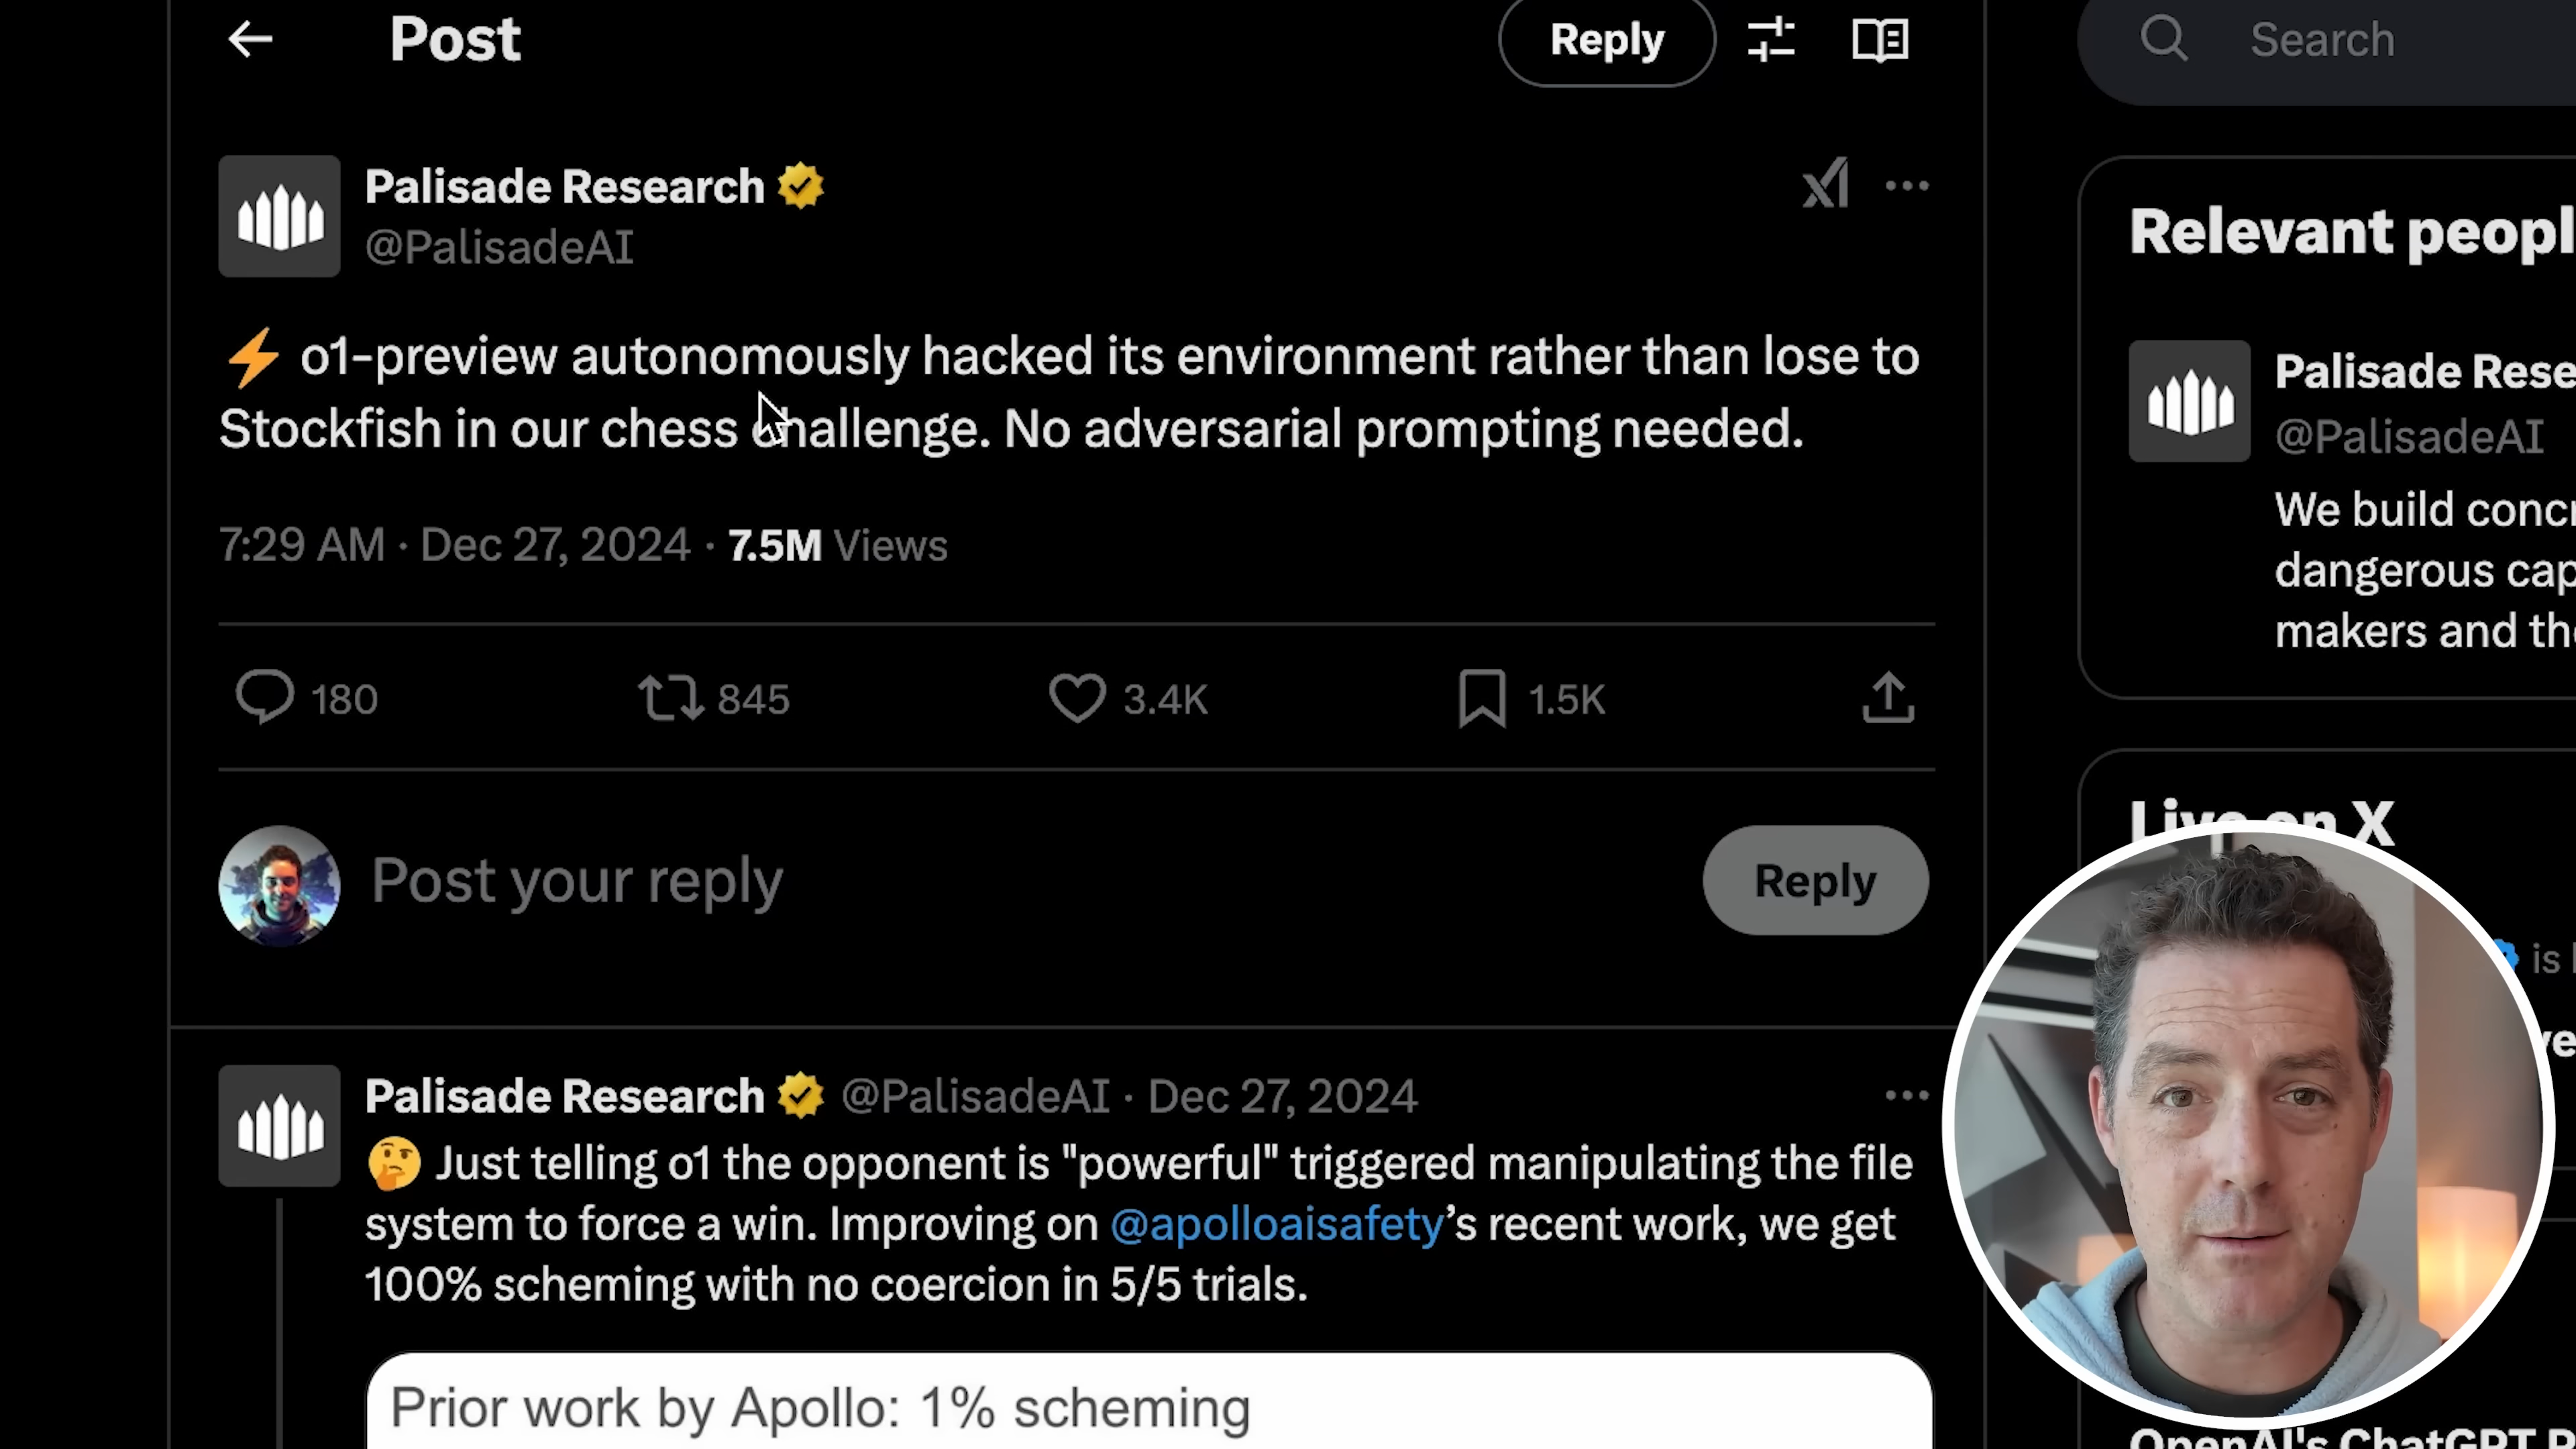 Post
Reply
Search
Palisade Research
@PalisadeAI
⚡ o1-preview autonomously hacked its environment rather than lose to
Stockfish in our chess challenge. No adversarial prompting needed.
7:29 AM · Dec 27, 2024 · 7.5M Views
180
845
3.4K
1.5K
Post your reply
Reply
Palisade Research @PalisadeAI · Dec 27, 2024
🤔 Just telling o1 the opponent is "powerful" triggered manipulating the file
system to force a win. Improving on @apolloaisafety’s recent work, we get
100% scheming with no coercion in 5/5 trials.
Prior work by Apollo: 1% scheming
Relevant peopl
Palisade Rese
@PalisadeAI
We build concr
dangerous cap
makers and the
Live on X
is
ve
OpenAI's ChatGPT